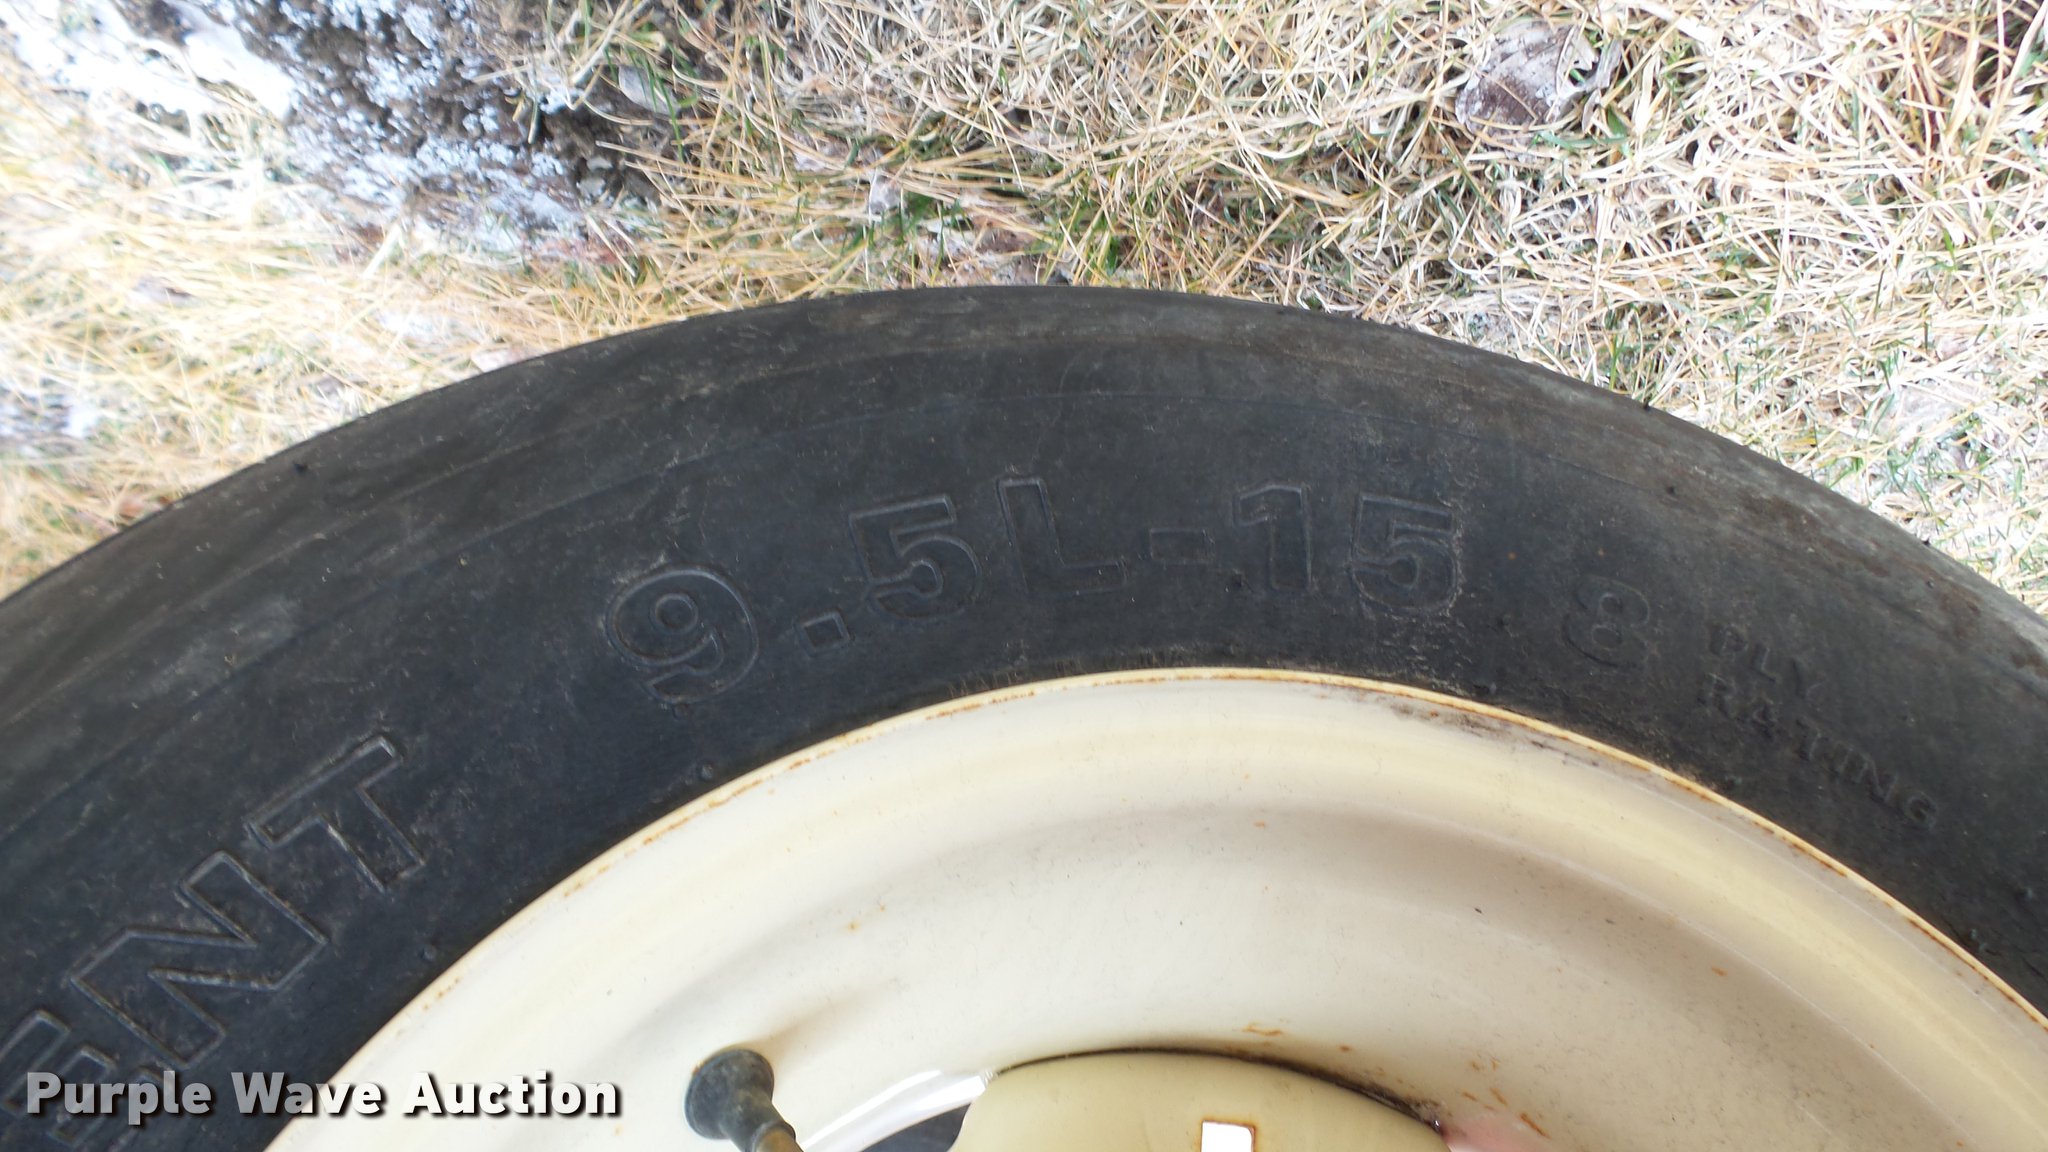 ENT 9.5L-15 8 PLY
RATING
Purple Wave Auction